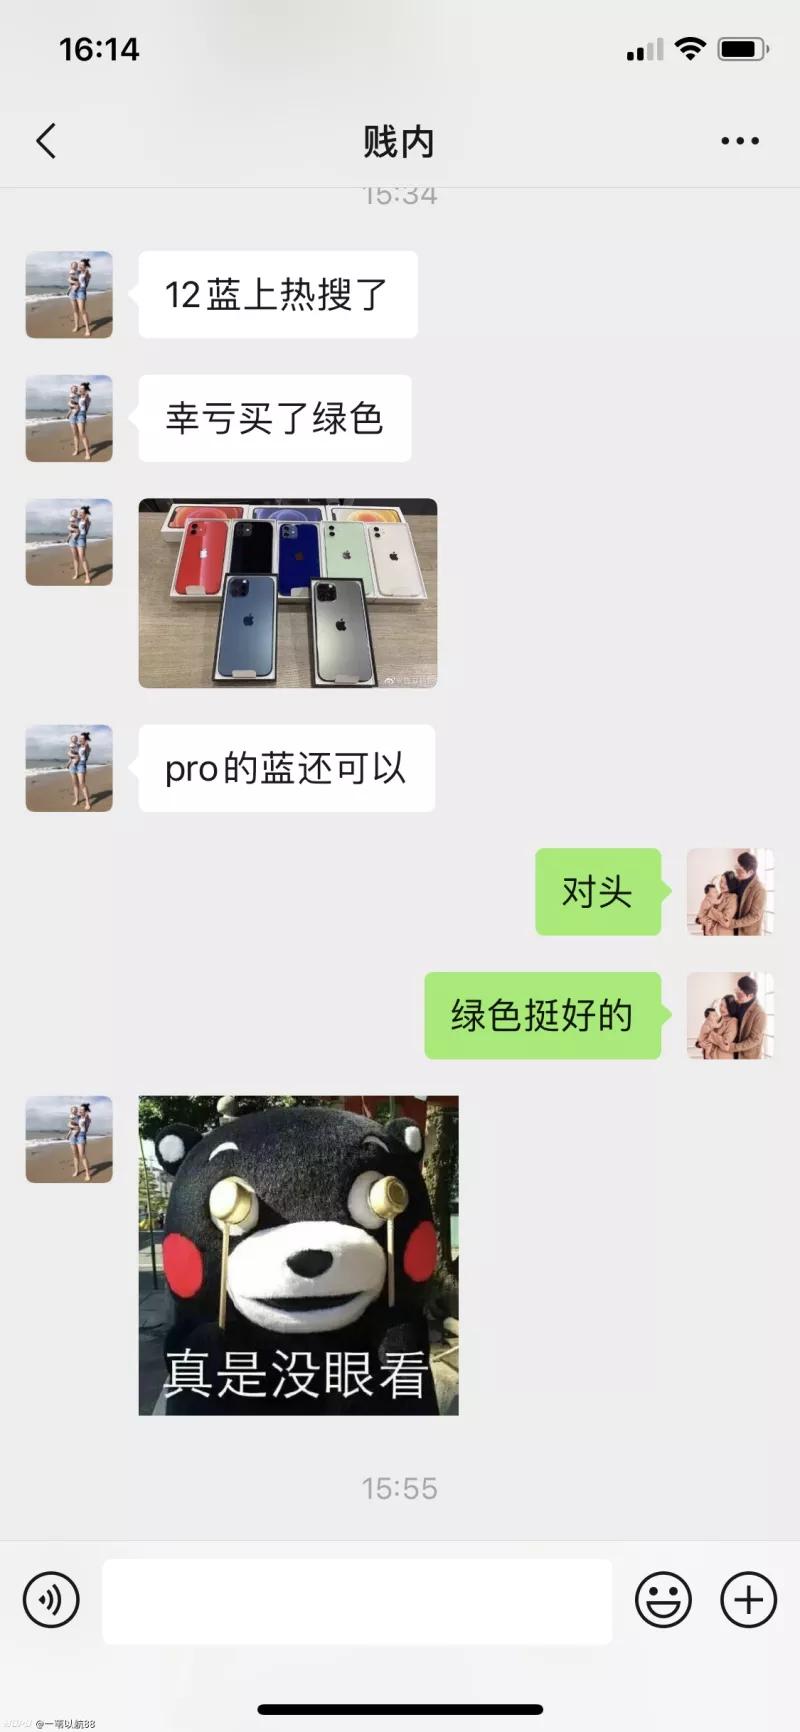 16:14
贱内
15:34
12蓝上热搜了
幸亏买了绿色
pro的蓝还可以
对头
绿色挺好的
真是没眼看
15:55
@一苇以航88